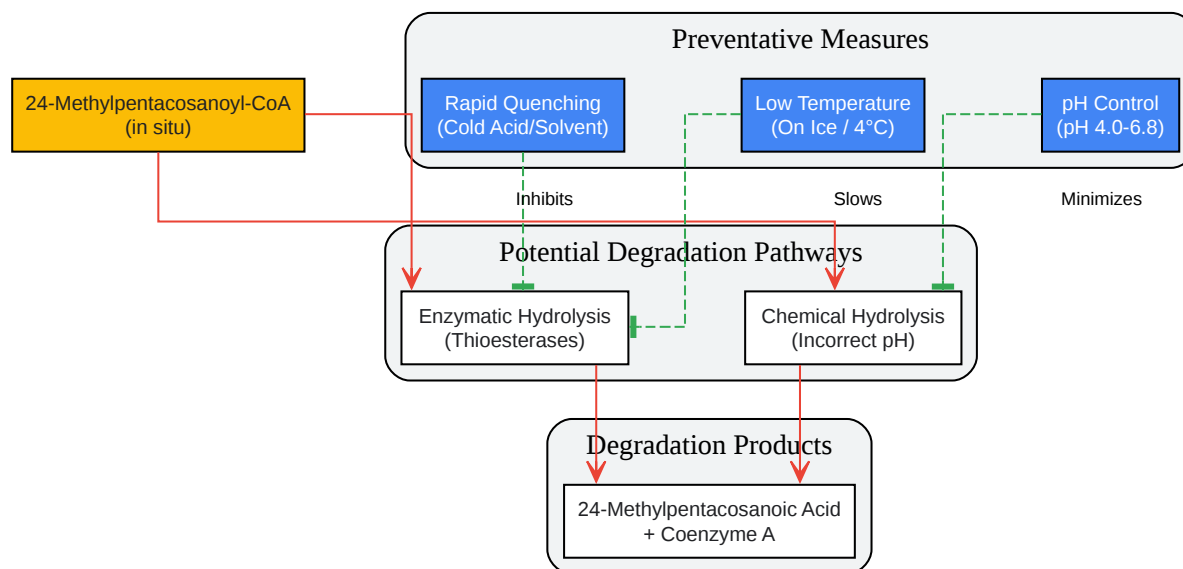 Preventative Measures
24-Methylpentacosanoyl-CoA
(in situ)
Rapid Quenching
(Cold Acid/Solvent)
Low Temperature
(On Ice / 4°C)
pH Control
(pH 4.0-6.8)
Inhibits
Slows
Minimizes
Potential Degradation Pathways
Enzymatic Hydrolysis
(Thioesterases)
Chemical Hydrolysis
(Incorrect pH)
Degradation Products
24-Methylpentacosanoic Acid
+ Coenzyme A